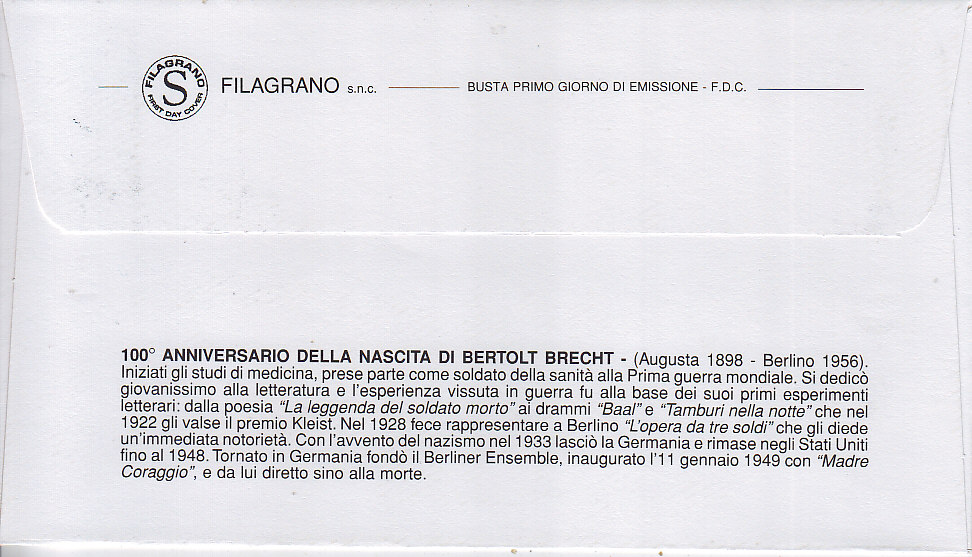 FILAGRANO
S
FIRST DAY COVER
FILAGRANO s.n.c. BUSTA PRIMO GIORNO DI EMISSIONE - F.D.C.
100° ANNIVERSARIO DELLA NASCITA DI BERTOLT BRECHT - (Augusta 1898 - Berlino 1956).
Iniziati gli studi di medicina, prese parte come soldato della sanità alla Prima guerra mondiale. Si dedicò
giovanissimo alla letteratura e l'esperienza vissuta in guerra fu alla base dei suoi primi esperimenti
letterari: dalla poesia "La leggenda del soldato morto" ai drammi "Baal" e "Tamburi nella notte" che nel
1922 gli valse il premio Kleist. Nel 1928 fece rappresentare a Berlino "L'opera da tre soldi" che gli diede
un'immediata notorietà. Con l'avvento del nazismo nel 1933 lasciò la Germania e rimase negli Stati Uniti
fino al 1948. Tornato in Germania fondò il Berliner Ensemble, inaugurato l'11 gennaio 1949 con "Madre
Coraggio", e da lui diretto sino alla morte.